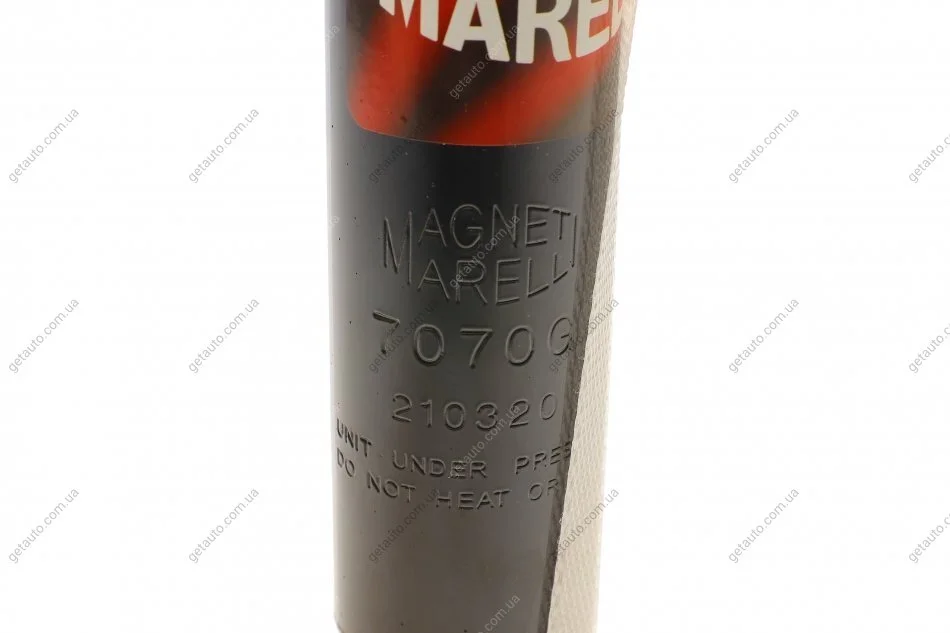 MAREL
MAGNETI
MARELLI
7070G
210320
UNIT UNDER PRES
DO NOT HEAT OR
getauto.com.ua